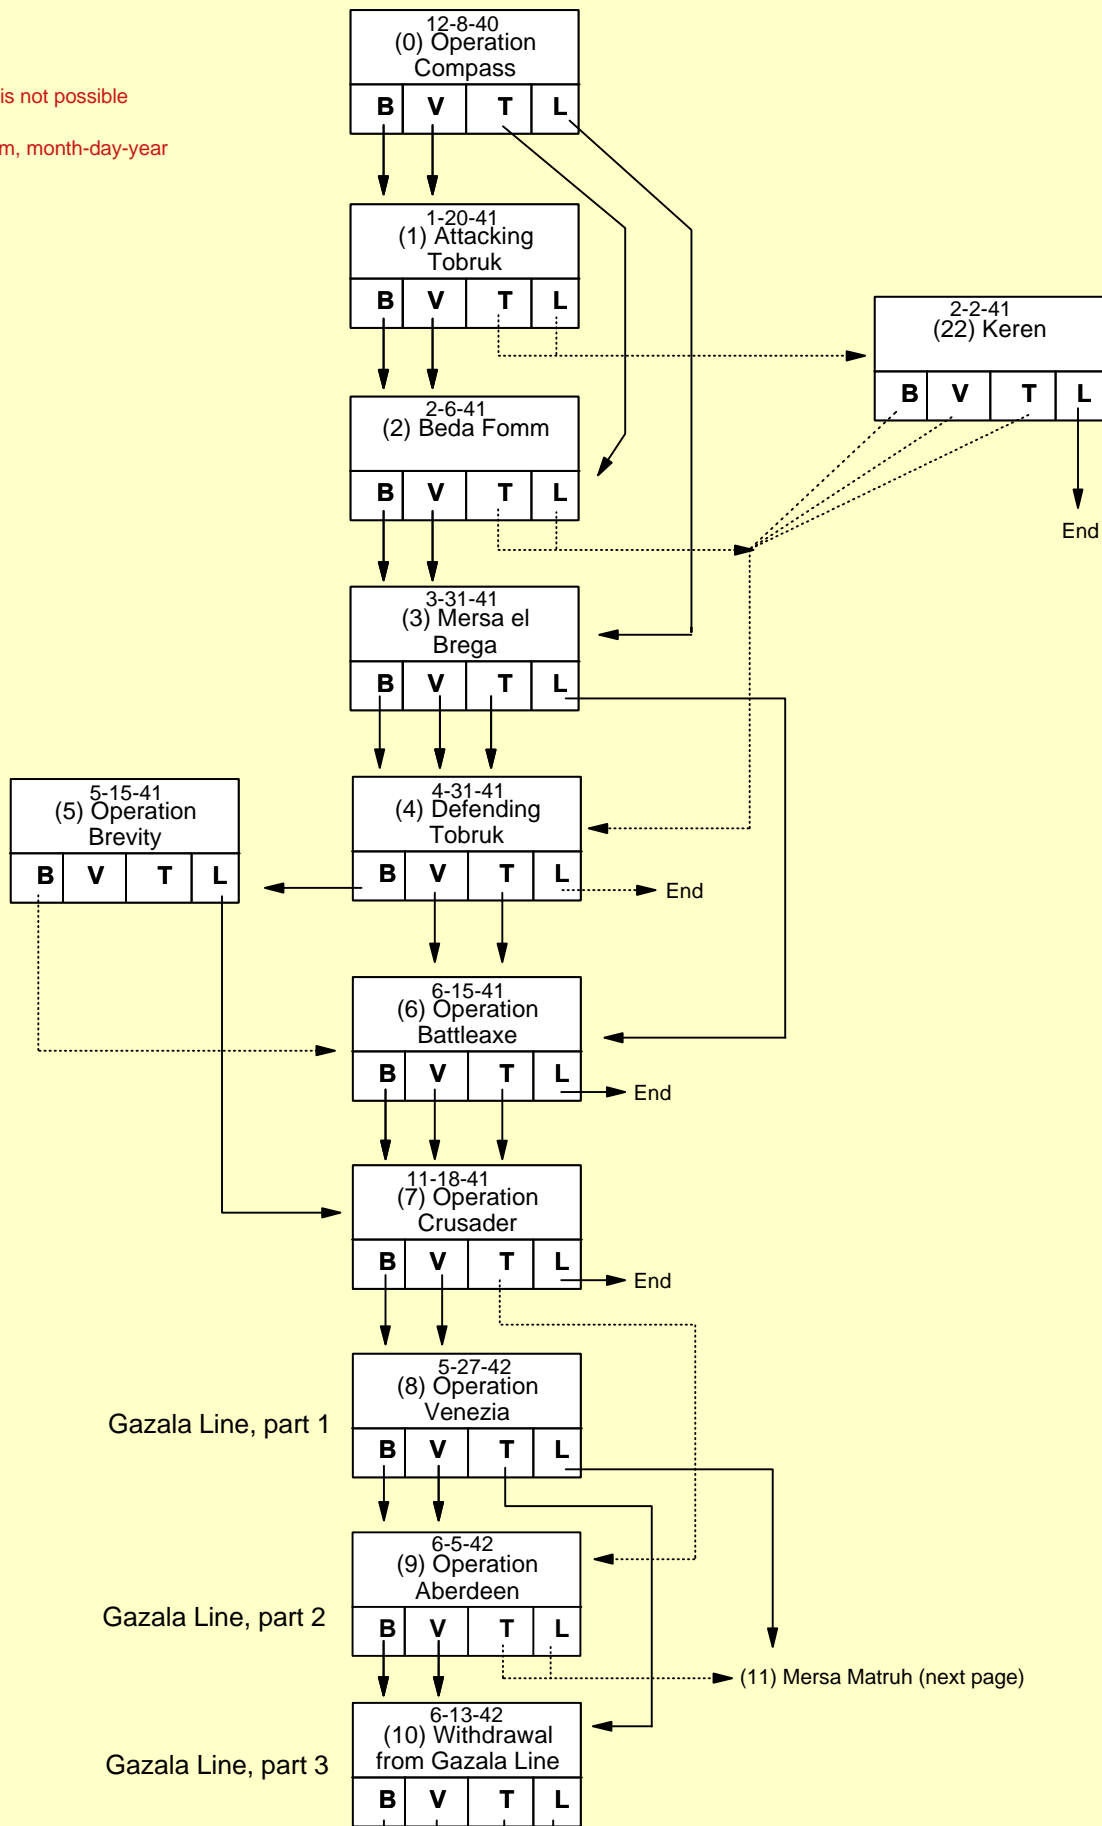 12-8-40
(0) Operation
Compass
B V T L
is not possible
m, month-day-year
1-20-41
(1) Attacking
Tobruk
B V T L
2-2-41
(22) Keren
B V T L
End
2-6-41
(2) Beda Fomm
B V T L
3-31-41
(3) Mersa el
Brega
B V T L
5-15-41
(5) Operation
Brevity
B V T L
4-31-41
(4) Defending
Tobruk
B V T L
End
6-15-41
(6) Operation
Battleaxe
B V T L
End
11-18-41
(7) Operation
Crusader
B V T L
End
Gazala Line, part 1
5-27-42
(8) Operation
Venezia
B V T L
Gazala Line, part 2
6-5-42
(9) Operation
Aberdeen
B V T L
(11) Mersa Matruh (next page)
Gazala Line, part 3
6-13-42
(10) Withdrawal
from Gazala Line
B V T L